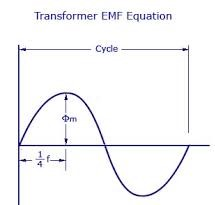 Transformer EMF Equation
Cycle
Φm
1/4 f